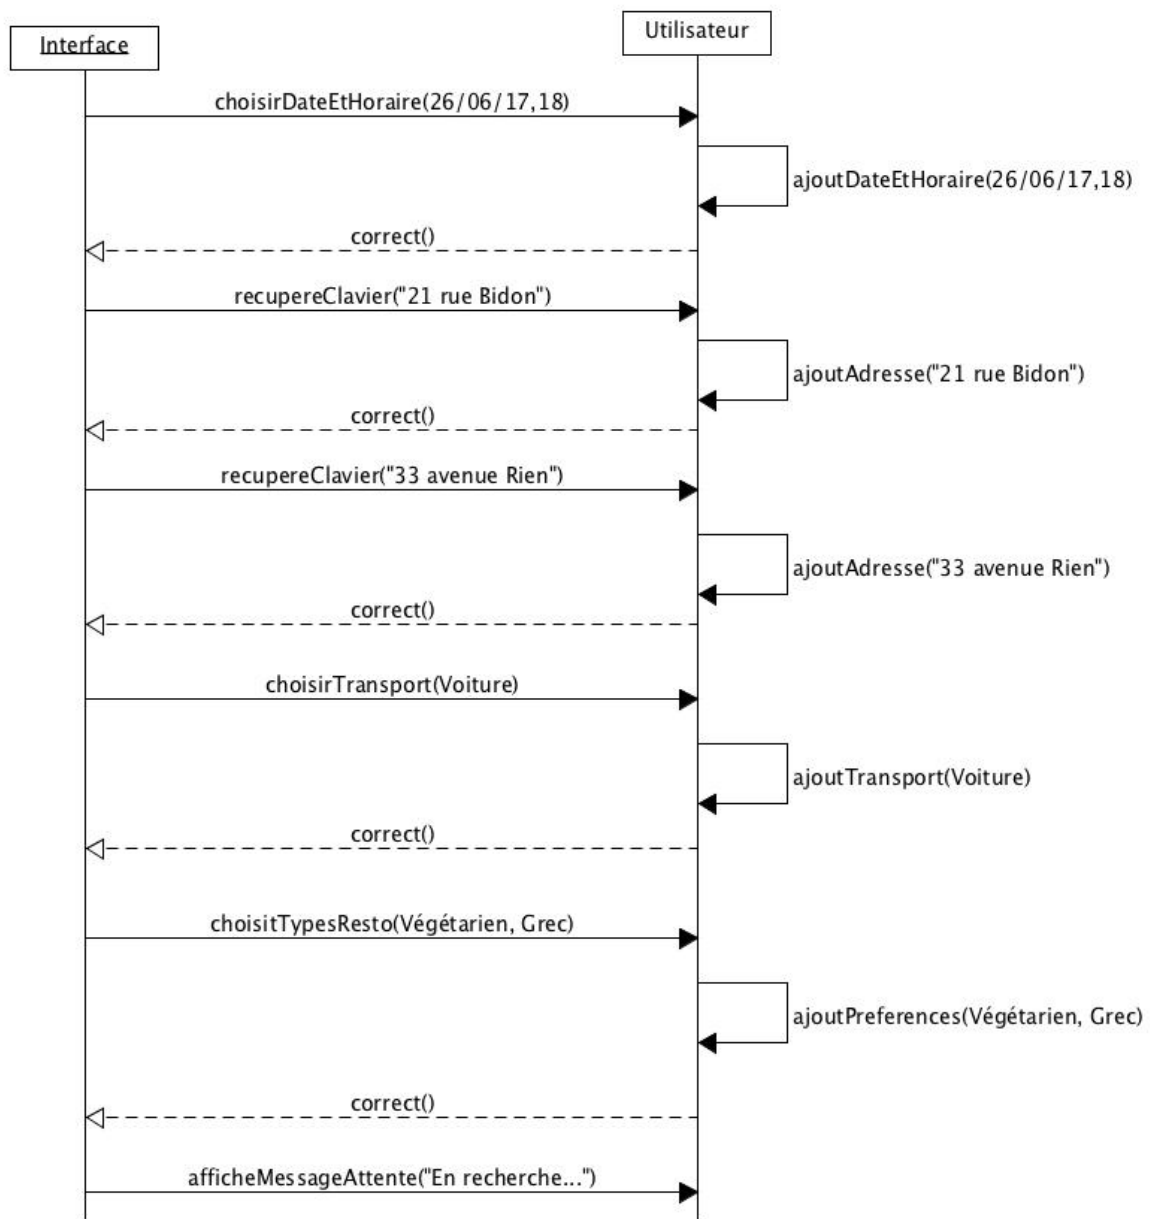 Interface
Utilisateur
choisirDateEtHoraire(26/06/17,18)
ajoutDateEtHoraire(26/06/17,18)
correct()
recupereClavier("21 rue Bidon")
ajoutAdresse("21 rue Bidon")
correct()
recupereClavier("33 avenue Rien")
ajoutAdresse("33 avenue Rien")
correct()
choisirTransport(Voiture)
ajoutTransport(Voiture)
correct()
choisitTypesResto(Végétarien, Grec)
ajoutPreferences(Végétarien, Grec)
correct()
afficheMessageAttente("En recherche...")